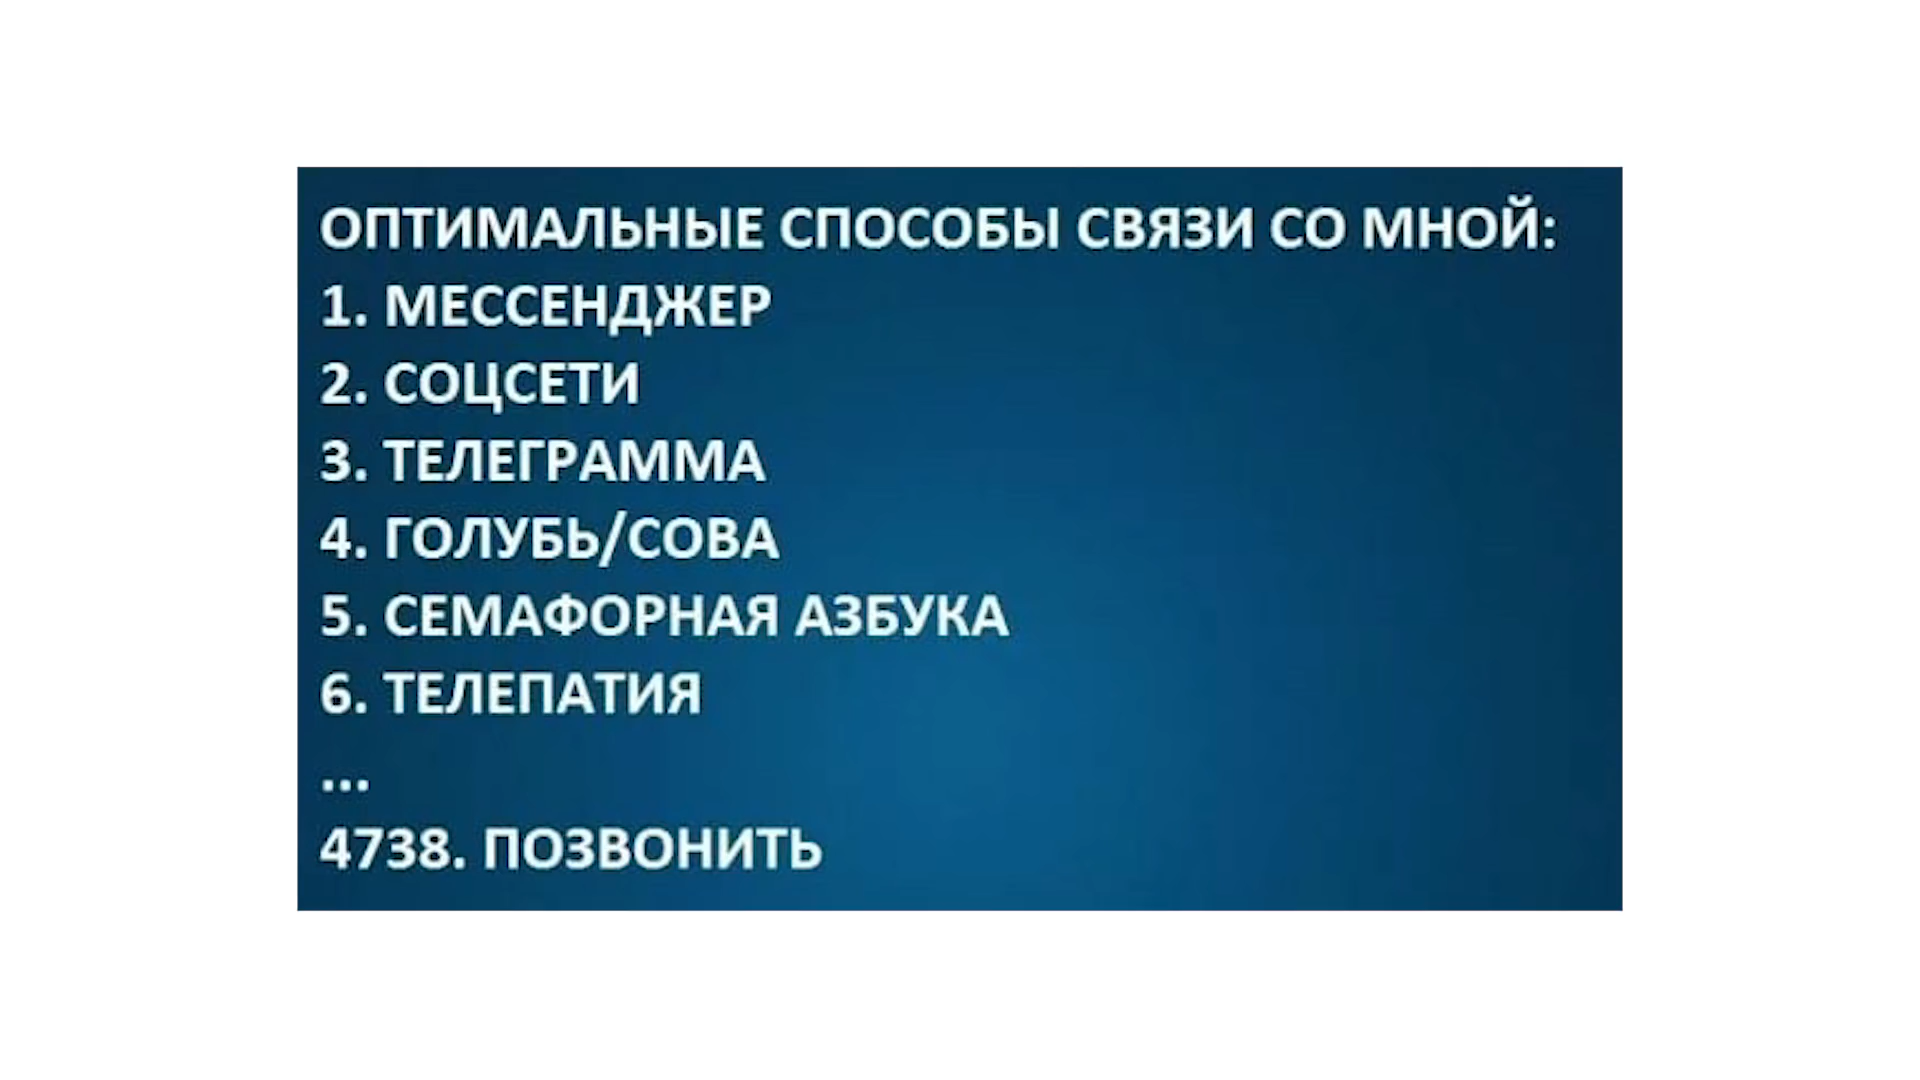 ОПТИМАЛЬНЫЕ СПОСОБЫ СВЯЗИ СО МНОЙ:
1. МЕССЕНДЖЕР
2. СОЦСЕТИ
3. ТЕЛЕГРАММА
4. ГОЛУБЬ/СОВА
5. СЕМАФОРНАЯ АЗБУКА
6. ТЕЛЕПАТИЯ
...
4738. ПОЗВОНИТЬ